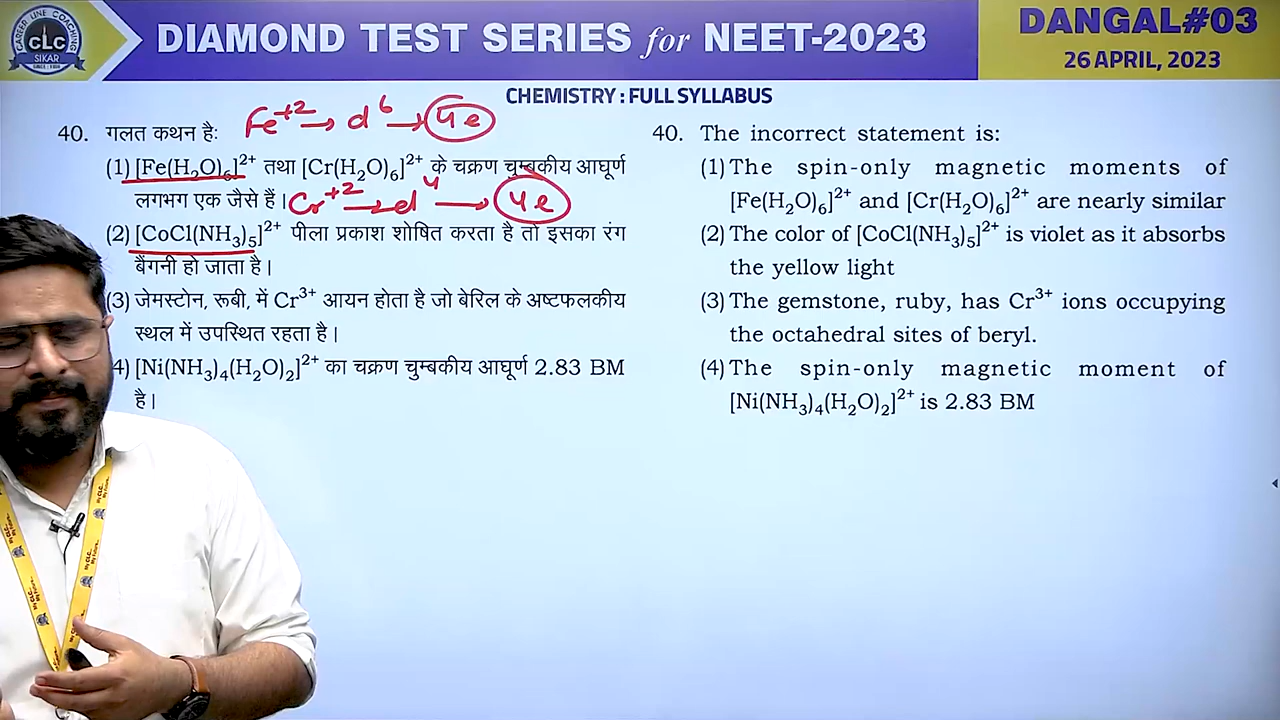 CAREER LINE COACHING
CLC
SIKAR
DIAMOND TEST SERIES for NEET-2023
DANGAL#03
26 APRIL, 2023
CHEMISTRY : FULL SYLLABUS
40. गलत कथन है:
Fe⁺² → d⁶ → 4e
(1) [Fe(H₂O)₆]²⁺ तथा [Cr(H₂O)₆]²⁺ के चक्रण चुम्बकीय आघूर्ण
लगभग एक जैसे हैं।
Cr⁺² → d⁴ → 4e
(2) [CoCl(NH₃)₅]²⁺ पीला प्रकाश शोषित करता है तो इसका रंग
बैंगनी हो जाता है।
(3) जेमस्टोन, रूबी, में Cr³⁺ आयन होता है जो बेरिल के अष्टफलकीय
स्थल में उपस्थित रहता है।
4) [Ni(NH₃)₄(H₂O)₂]²⁺ का चक्रण चुम्बकीय आघूर्ण 2.83 BM
है।
40. The incorrect statement is:
(1) The spin-only magnetic moments of
[Fe(H₂O)₆]²⁺ and [Cr(H₂O)₆]²⁺ are nearly similar
(2) The color of [CoCl(NH₃)₅]²⁺ is violet as it absorbs
the yellow light
(3) The gemstone, ruby, has Cr³⁺ ions occupying
the octahedral sites of beryl.
(4) The spin-only magnetic moment of
[Ni(NH₃)₄(H₂O)₂]²⁺ is 2.83 BM